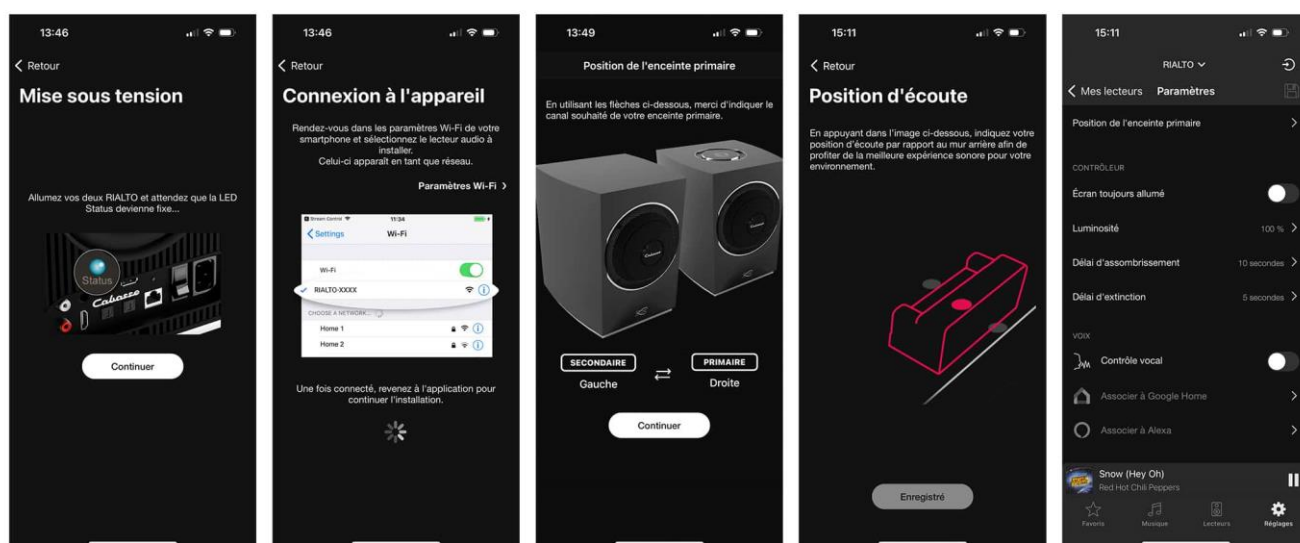 13:46
Retour
Mise sous tension
Allumez vos deux RIALTO et attendez que la LED
Status devienne fixe...
Status
Cabasse
Continuer
13:46
Retour
Connexion à l'appareil
Rendez-vous dans les paramètres Wi-Fi de votre
smartphone et sélectionnez le lecteur audio à
installer.
Celui-ci apparaît en tant que réseau.
Paramètres Wi-Fi
Stream Control
11:34
Settings
Wi-Fi
Wi-Fi
RIALTO-XXXX
CHOOSE A NETWORK...
Home 1
Home 2
Une fois connecté, revenez à l'application pour
continuer l'installation.
13:49
Position de l'enceinte primaire
En utilisant les flèches ci-dessous, merci d'indiquer le
canal souhaité de votre enceinte primaire.
Cabasse
SECONDAIRE
PRIMAIRE
Gauche
Droite
Continuer
15:11
Retour
Position d'écoute
En appuyant dans l'image ci-dessous, indiquez votre
position d'écoute par rapport au mur arrière afin de
profiter de la meilleure expérience sonore pour votre
environnement.
Enregistré
15:11
RIALTO
Mes lecteurs Paramètres
Position de l'enceinte primaire
CONTRÔLEUR
Écran toujours allumé
Luminosité 100 %
Délai d'assombrissement 10 secondes
Délai d'extinction 5 secondes
VOIX
Contrôle vocal
Associer à Google Home
Associer à Alexa
Snow (Hey Oh)
Red Hot Chili Peppers
Favoris Musique Lecteurs Réglages